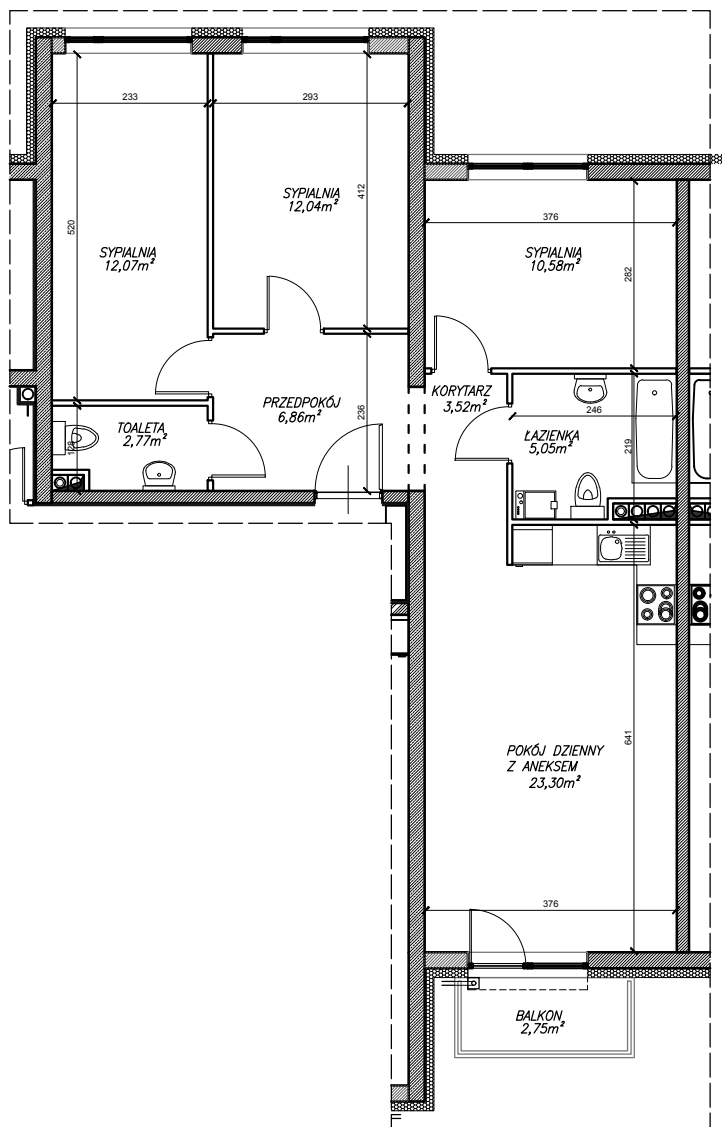 233
293
SYPIALNIA
12,04m²
412
376
520
SYPIALNIA
12,07m²
SYPIALNIA
10,58m²
282
PRZEDPOKÓJ
6,86m²
236
KORYTARZ
3,52m²
246
TOALETA
2,77m²
128
ŁAZIENKA
5,05m²
219
POKÓJ DZIENNY
Z ANEKSEM
23,30m²
641
376
BALKON
2,75m²